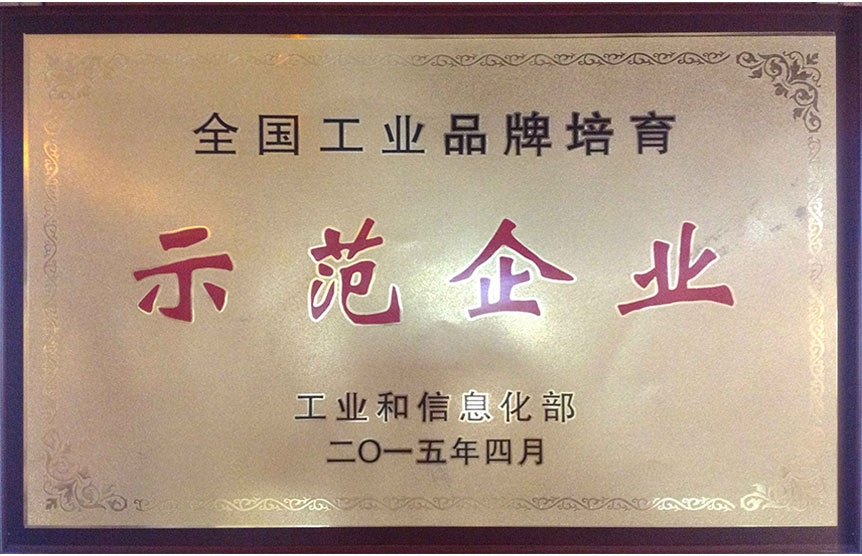 全国工业品牌培育
示范企业
工业和信息化部
二〇一五年四月